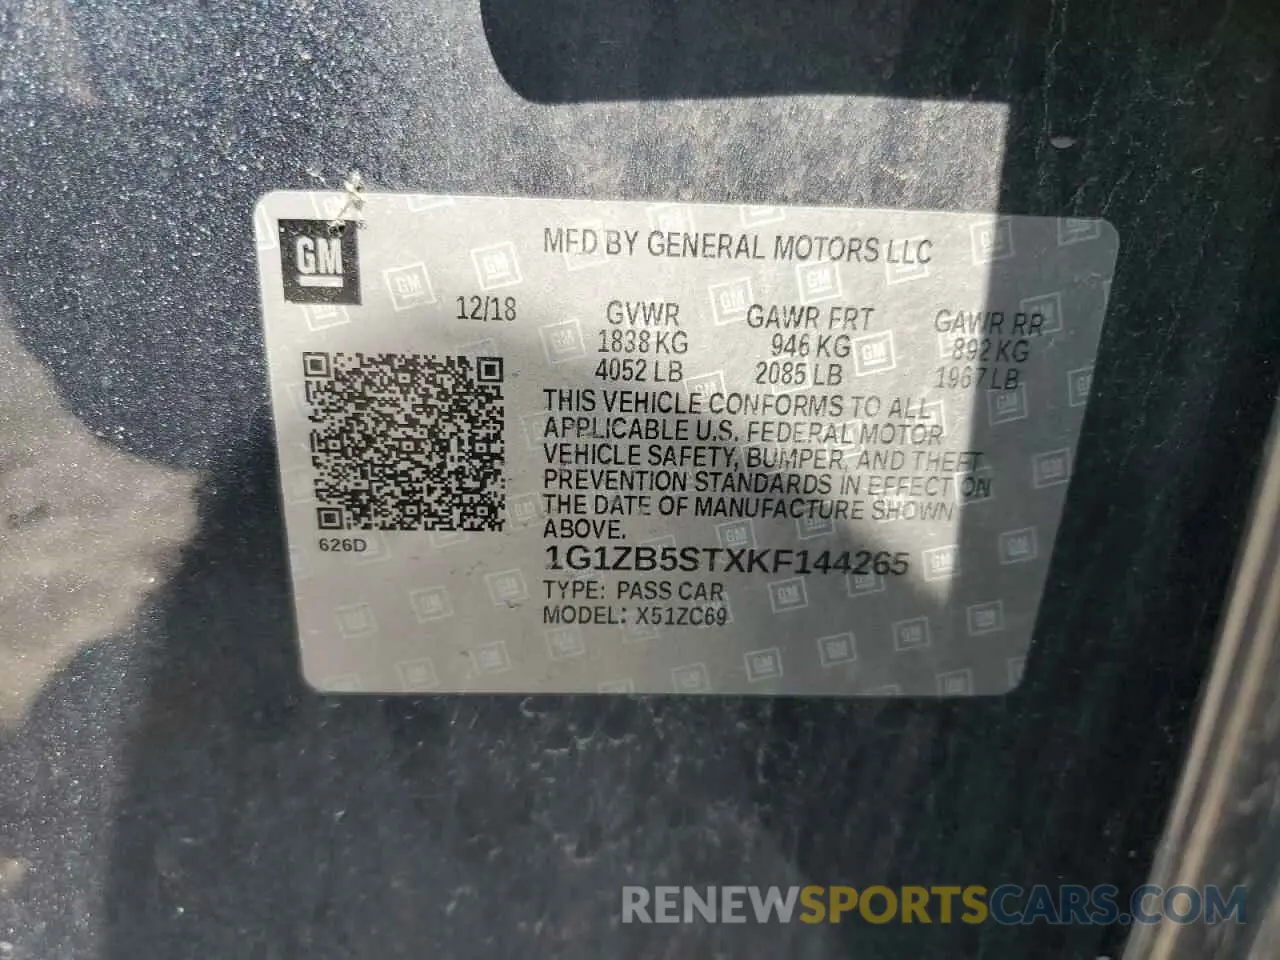 GM
MFD BY GENERAL MOTORS LLC
12/18 GVWR GAWR FRT GAWR RR
1838 KG 946 KG 892 KG
4052 LB 2085 LB 1967 LB
THIS VEHICLE CONFORMS TO ALL
APPLICABLE U.S. FEDERAL MOTOR
VEHICLE SAFETY, BUMPER, AND THEFT
PREVENTION STANDARDS IN EFFECT ON
THE DATE OF MANUFACTURE SHOWN
ABOVE.
626D
1G1ZB5STXKF144265
TYPE: PASS CAR
MODEL: X51ZC69
RENEWSPORTSCARS.COM